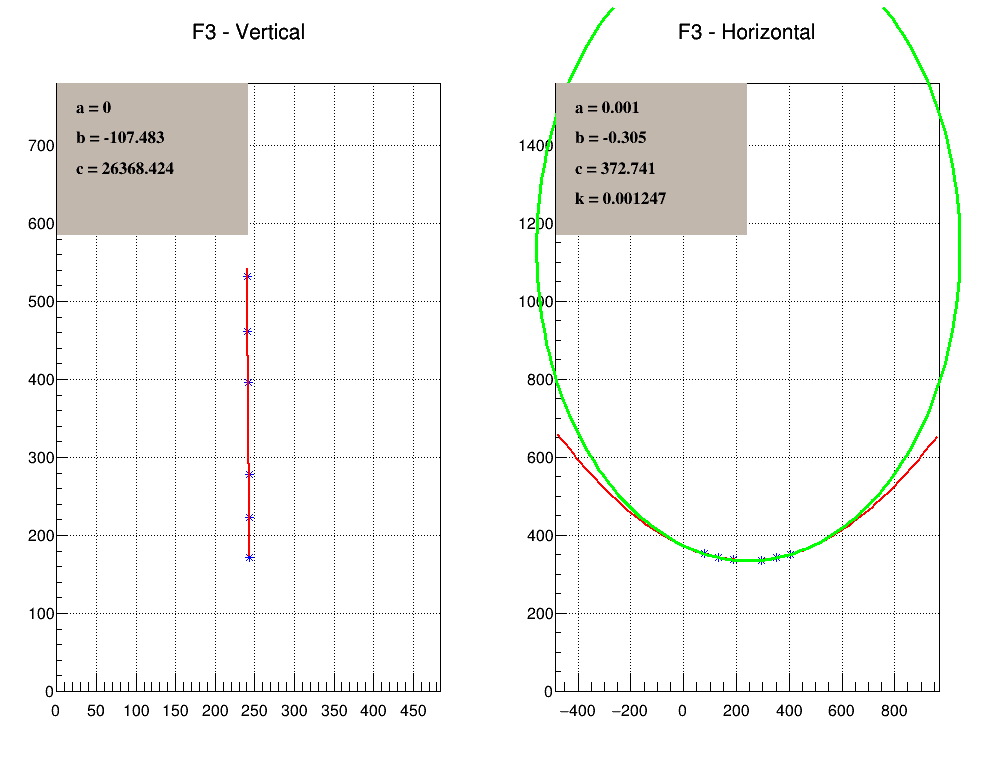 F3 - Vertical
a = 0
b = -107.483
c = 26368.424
700
600
500
400
300
200
100
0
0 50 100 150 200 250 300 350 400 450
F3 - Horizontal
a = 0.001
b = -0.305
c = 372.741
k = 0.001247
1400
1200
1000
800
600
400
200
0
−400 −200 0 200 400 600 800